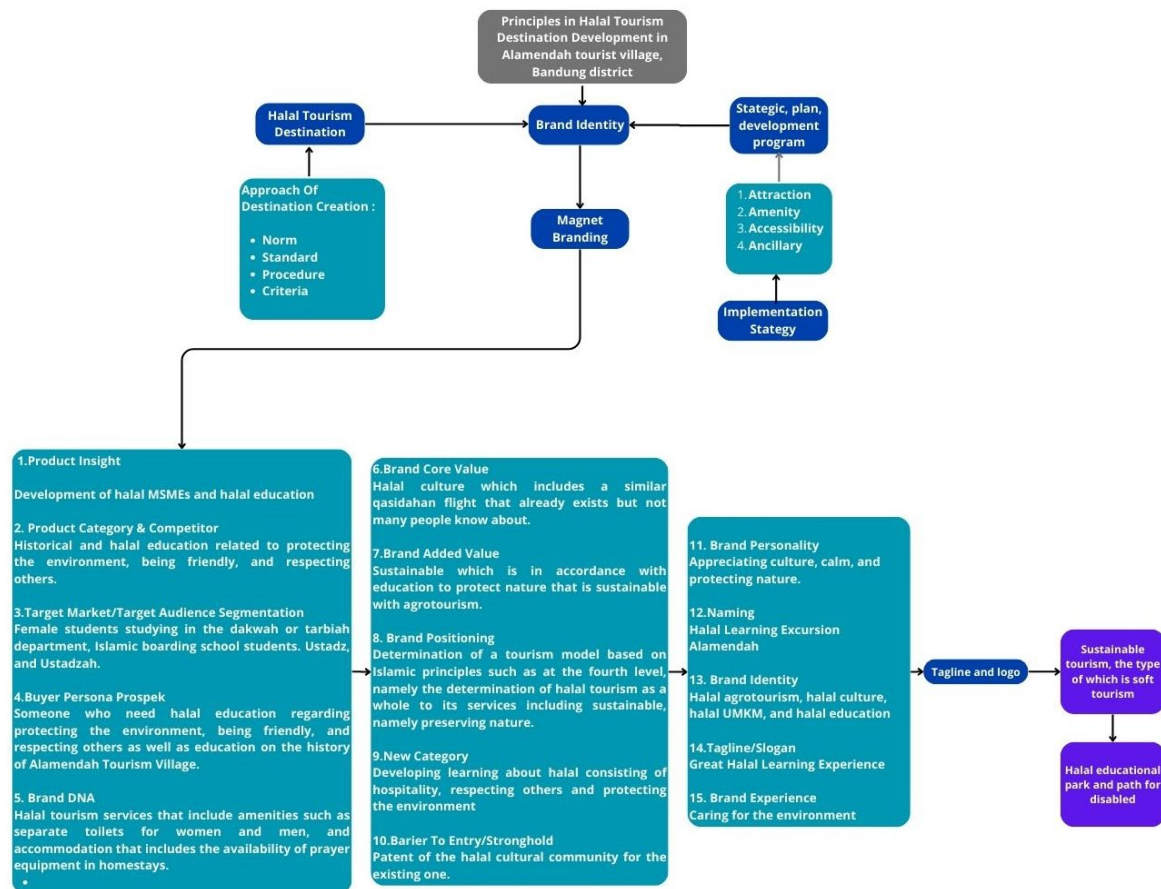 Principles in Halal Tourism
Destination Development in
Alamendah tourist village,
Bandung district
Halal Tourism
Destination
Brand Identity
Stategic, plan,
development
program
Approach Of
Destination Creation :
• Norm
• Standard
• Procedure
• Criteria
Magnet
Branding
1. Attraction
2. Amenity
3. Accessibility
4. Ancillary
Implementation
Stategy
1.Product Insight
Development of halal MSMEs and halal education
2. Product Category & Competitor
Historical and halal education related to protecting
the environment, being friendly, and respecting
others.
3.Target Market/Target Audience Segmentation
Female students studying in the dakwah or tarbiah
department, Islamic boarding school students. Ustadz,
and Ustadzah.
4.Buyer Persona Prospek
Someone who need halal education regarding
protecting the environment, being friendly, and
respecting others as well as education on the history
of Alamendah Tourism Village.
5. Brand DNA
Halal tourism services that include amenities such as
separate toilets for women and men, and
accommodation that includes the availability of prayer
equipment in homestays.
6.Brand Core Value
Halal culture which includes a similar
qasidahan flight that already exists but not
many people know about.
7.Brand Added Value
Sustainable which is in accordance with
education to protect nature that is sustainable
with agrotourism.
8. Brand Positioning
Determination of a tourism model based on
Islamic principles such as at the fourth level,
namely the determination of halal tourism as a
whole to its services including sustainable,
namely preserving nature.
9.New Category
Developing learning about halal consisting of
hospitality, respecting others and protecting
the environment
10.Barier To Entry/Stronghold
Patent of the halal cultural community for the
existing one.
11. Brand Personality
Appreciating culture, calm, and
protecting nature.
12.Naming
Halal Learning Excursion
Alamendah
13. Brand Identity
Halal agrotourism, halal culture,
halal UMKM, and halal education
14.Tagline/Slogan
Great Halal Learning Experience
15. Brand Experience
Caring for the environment
Tagline and logo
Sustainable
tourism, the type
of which is soft
tourism
Halal educational
park and path for
disabled